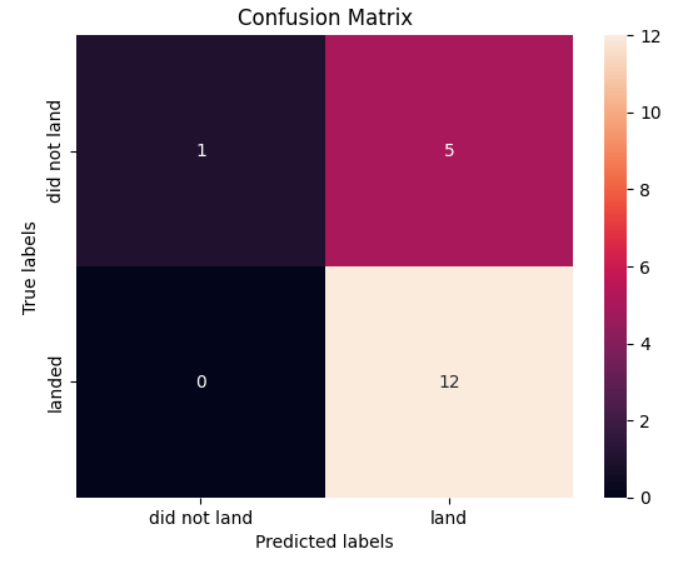 Confusion Matrix
True labels
did not land
landed
1
5
0
12
did not land
land
Predicted labels
12
10
8
6
4
2
0